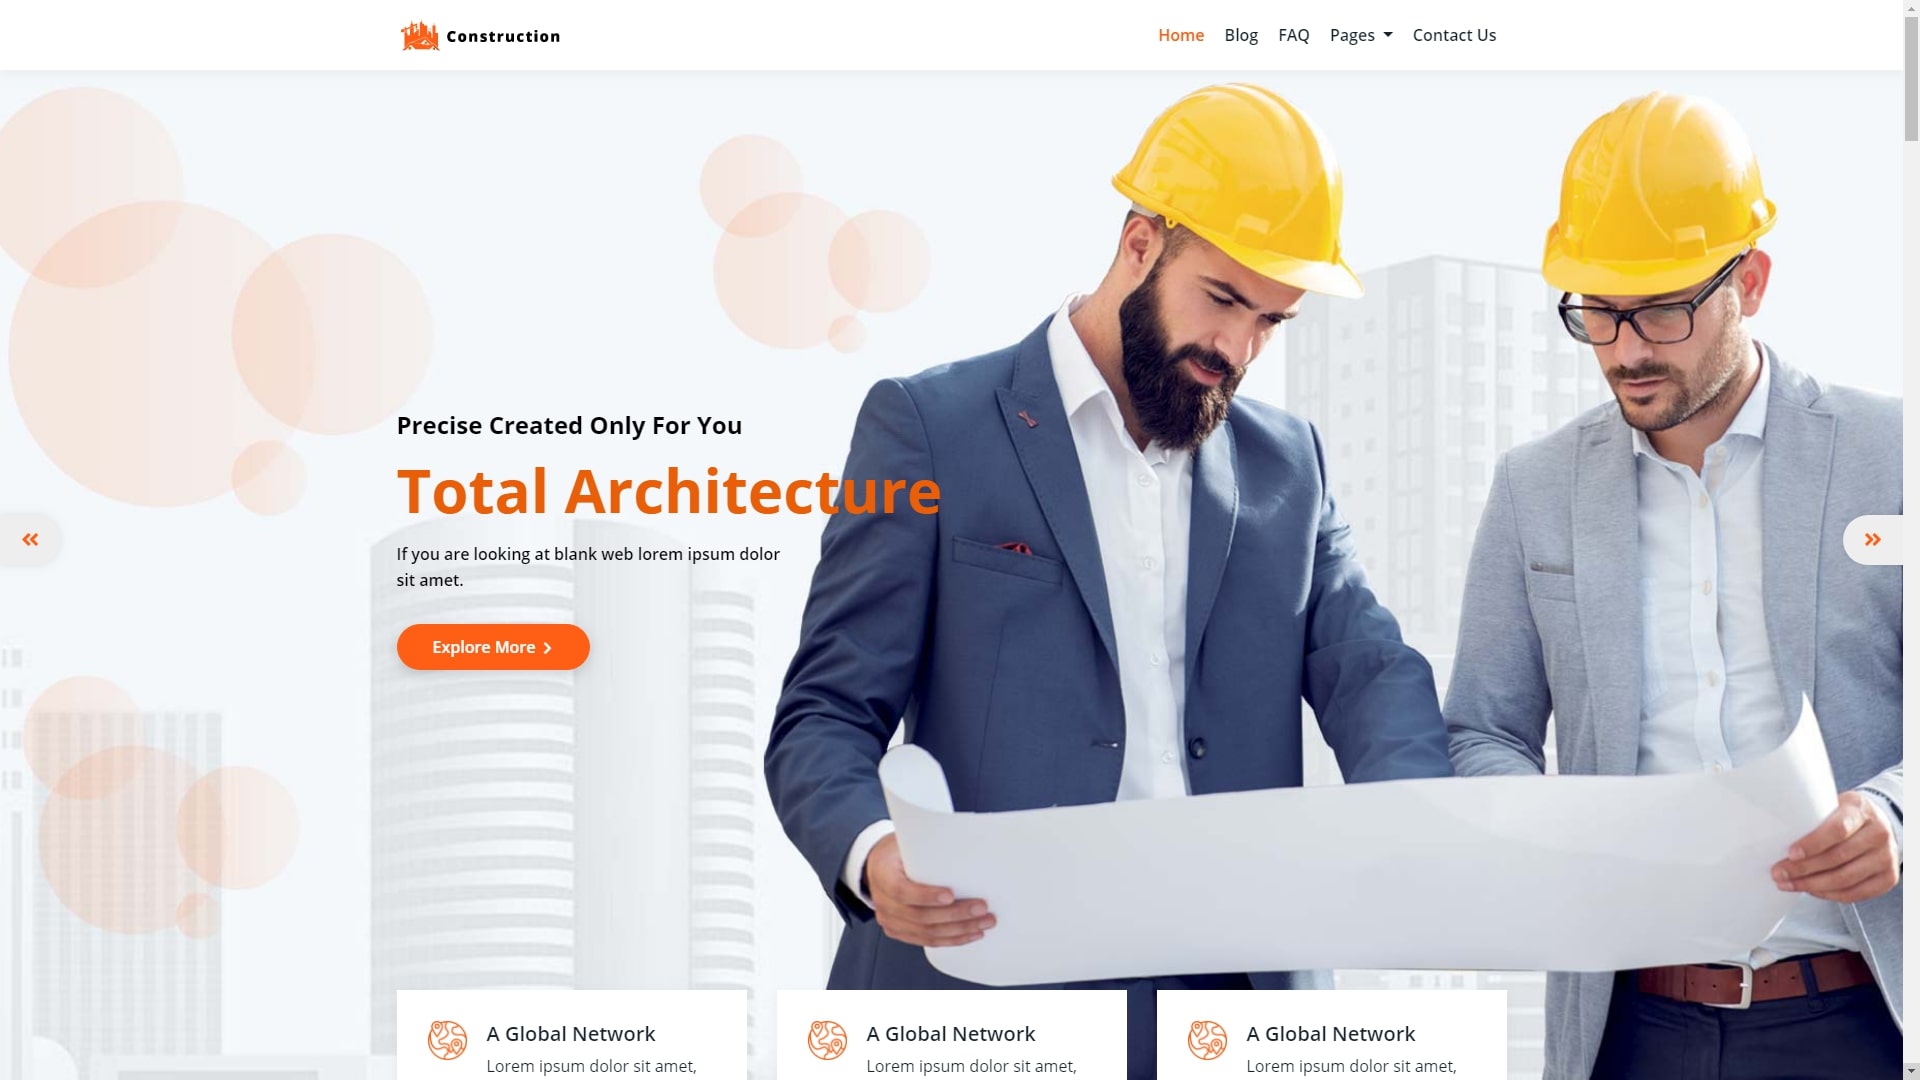 Construction
Home Blog FAQ Pages Contact Us
Precise Created Only For You
Total Architecture
If you are looking at blank web lorem ipsum dolor
sit amet.
Explore More
A Global Network
Lorem ipsum dolor sit amet,
A Global Network
Lorem ipsum dolor sit amet,
A Global Network
Lorem ipsum dolor sit amet,